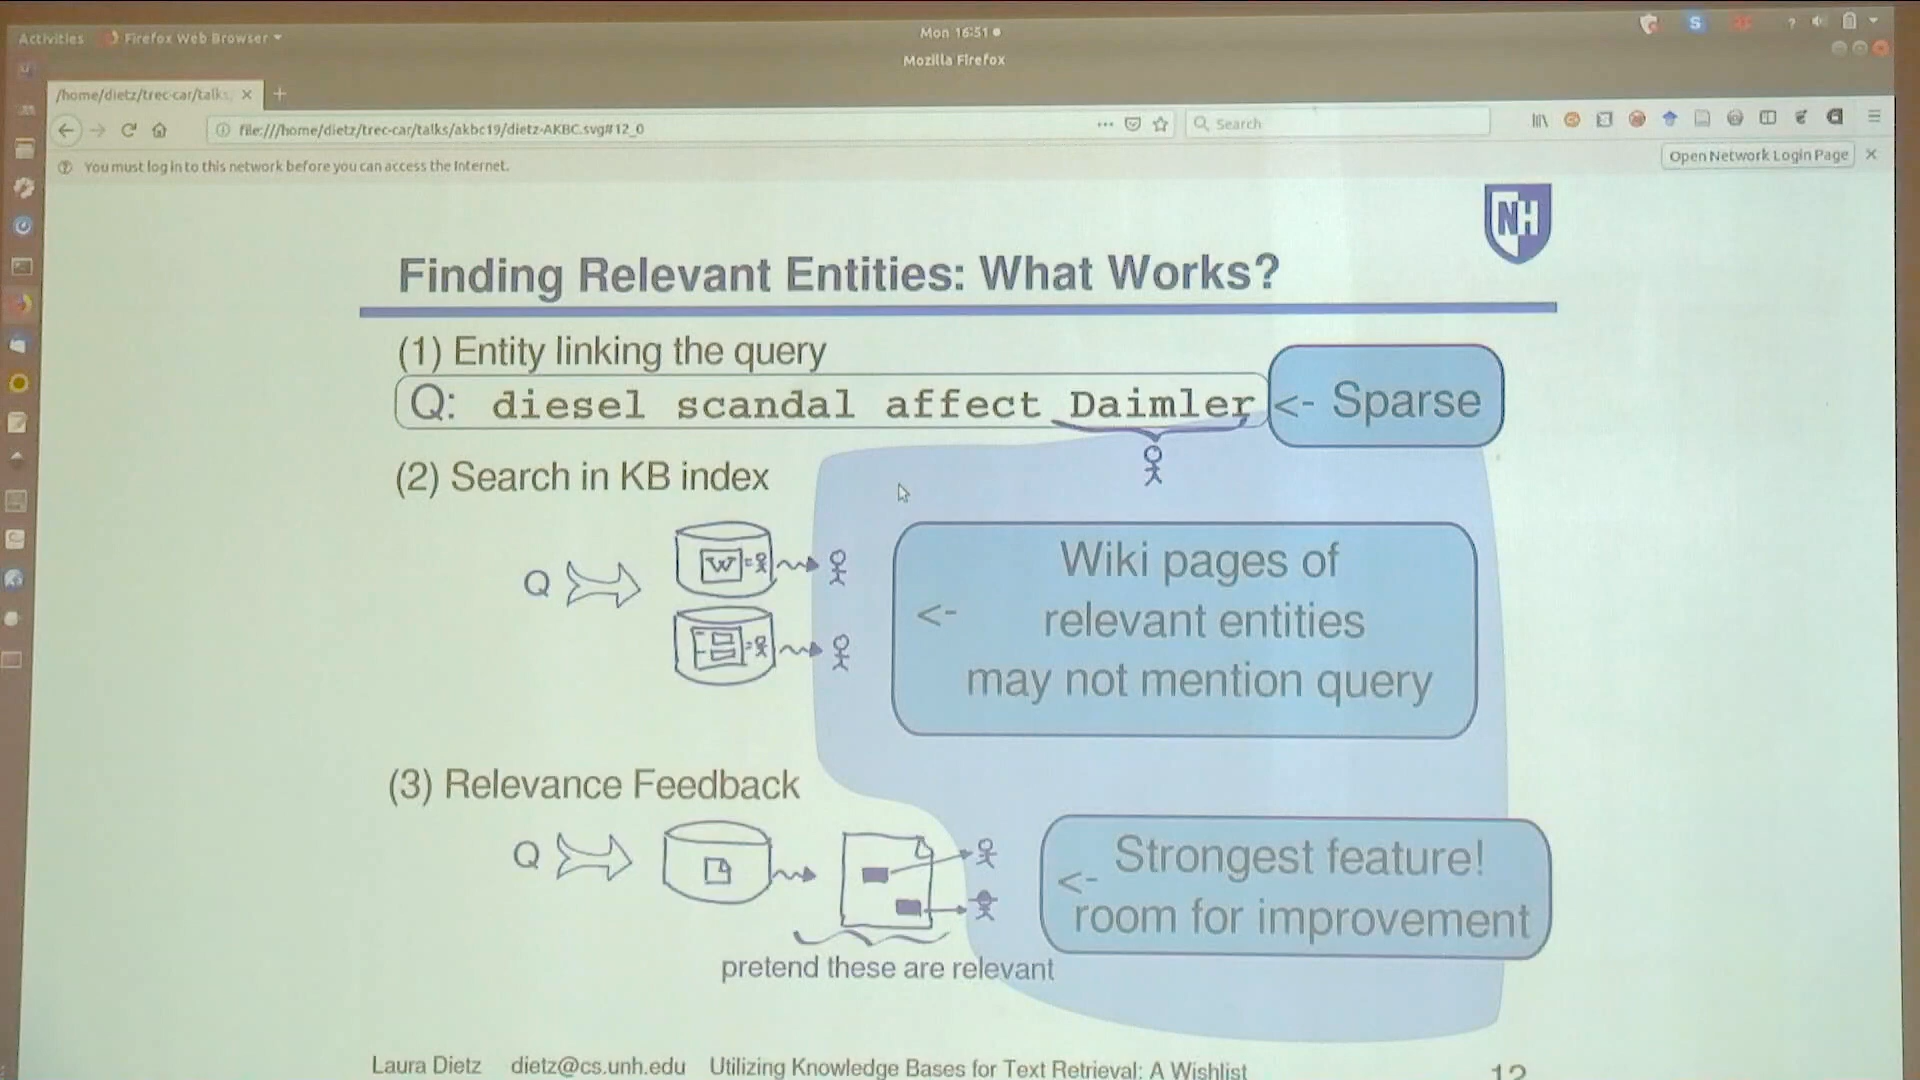 Activities Firefox Web Browser
Mon 16:51
Mozilla Firefox
/home/dietz/trec-car/talks
file:///home/dietz/trec-car/talks/akbc19/dietz-AKBC.svg#12_0
Search
You must log in to this network before you can access the Internet.
Open Network Login Page
NH
Finding Relevant Entities: What Works?
(1) Entity linking the query
Q: diesel scandal affect Daimler
<- Sparse
(2) Search in KB index
Q
W
Wiki pages of
<- relevant entities
may not mention query
(3) Relevance Feedback
Q
<- Strongest feature!
room for improvement
pretend these are relevant
Laura Dietz dietz@cs.unh.edu Utilizing Knowledge Bases for Text Retrieval: A Wishlist
12